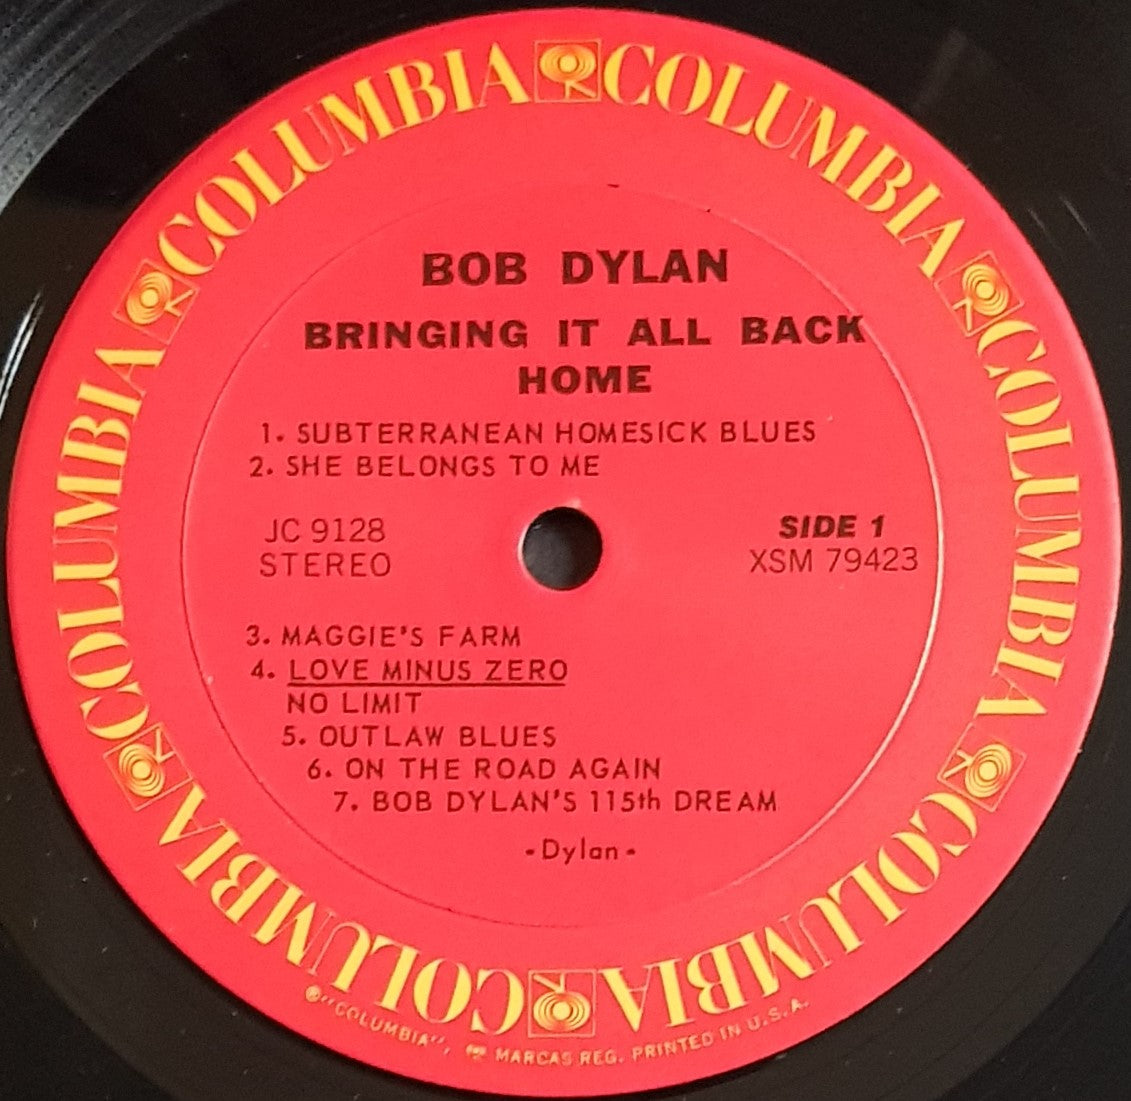 COLUMBIA COLUMBIA COLUMBIA COLUMBIA COLUMBIA COLUMBIA
BOB DYLAN
BRINGING IT ALL BACK
HOME
1. SUBTERRANEAN HOMESICK BLUES
2. SHE BELONGS TO ME
JC 9128
STEREO
SIDE 1
XSM 79423
3. MAGGIE'S FARM
4. LOVE MINUS ZERO
NO LIMIT
5. OUTLAW BLUES
6. ON THE ROAD AGAIN
7. BOB DYLAN'S 115th DREAM
-Dylan-
®"COLUMBIA", MARCAS REG. PRINTED IN U.S.A.